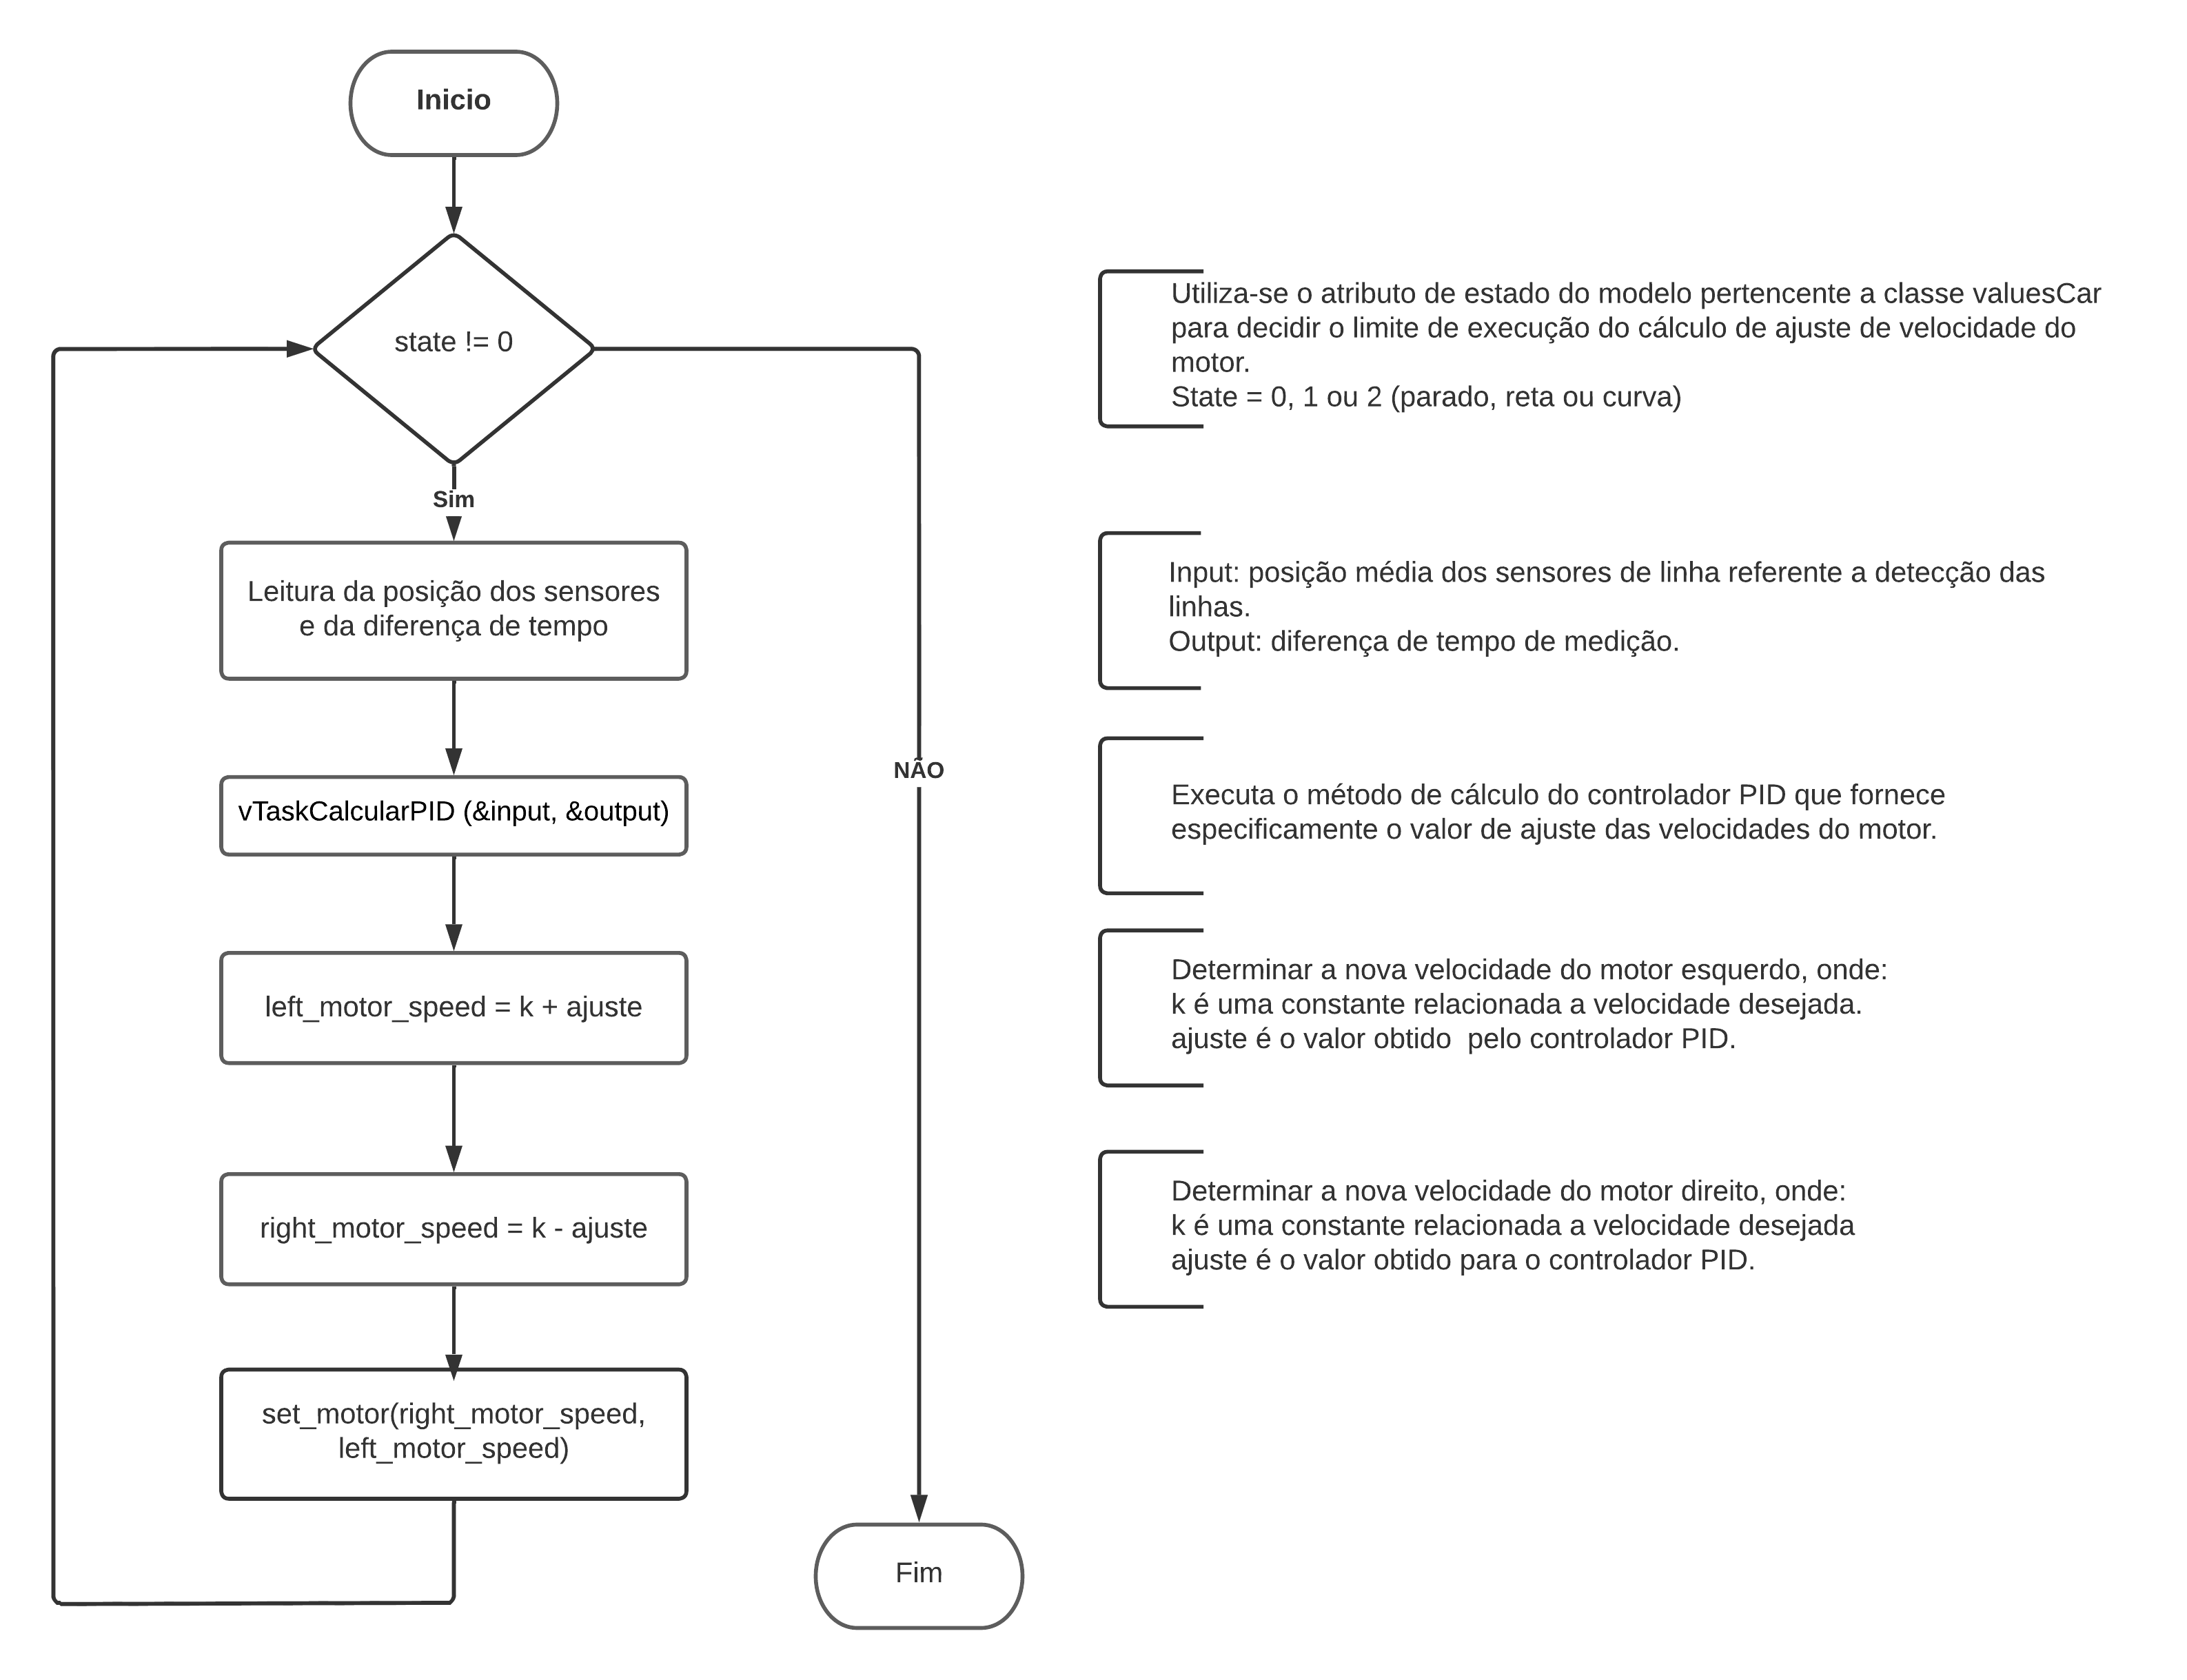 Inicio
state != 0
Sim
Leitura da posição dos sensores
e da diferença de tempo
vTaskCalcularPID (&input, &output)
left_motor_speed = k + ajuste
right_motor_speed = k - ajuste
set_motor(right_motor_speed,
left_motor_speed)
NÃO
Fim
Utiliza-se o atributo de estado do modelo pertencente a classe valuesCar
para decidir o limite de execução do cálculo de ajuste de velocidade do
motor.
State = 0, 1 ou 2 (parado, reta ou curva)
Input: posição média dos sensores de linha referente a detecção das
linhas.
Output: diferença de tempo de medição.
Executa o método de cálculo do controlador PID que fornece
especificamente o valor de ajuste das velocidades do motor.
Determinar a nova velocidade do motor esquerdo, onde:
k é uma constante relacionada a velocidade desejada.
ajuste é o valor obtido  pelo controlador PID.
Determinar a nova velocidade do motor direito, onde:
k é uma constante relacionada a velocidade desejada
ajuste é o valor obtido para o controlador PID.